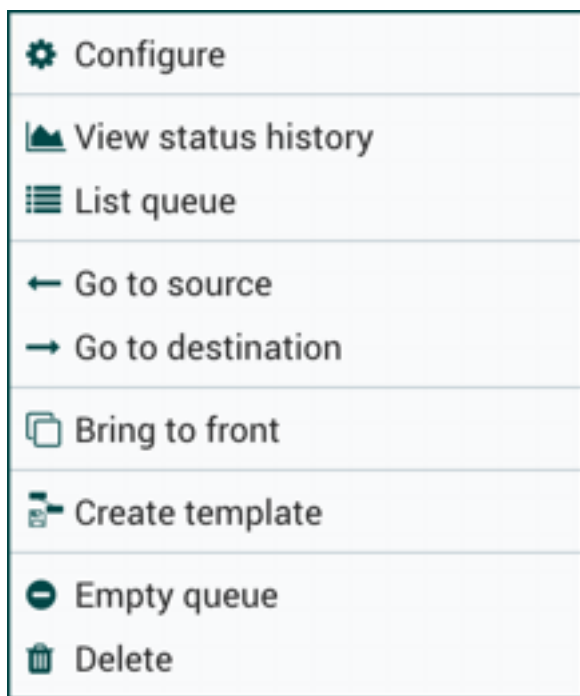 Configure
View status history
List queue
Go to source
Go to destination
Bring to front
Create template
Empty queue
Delete